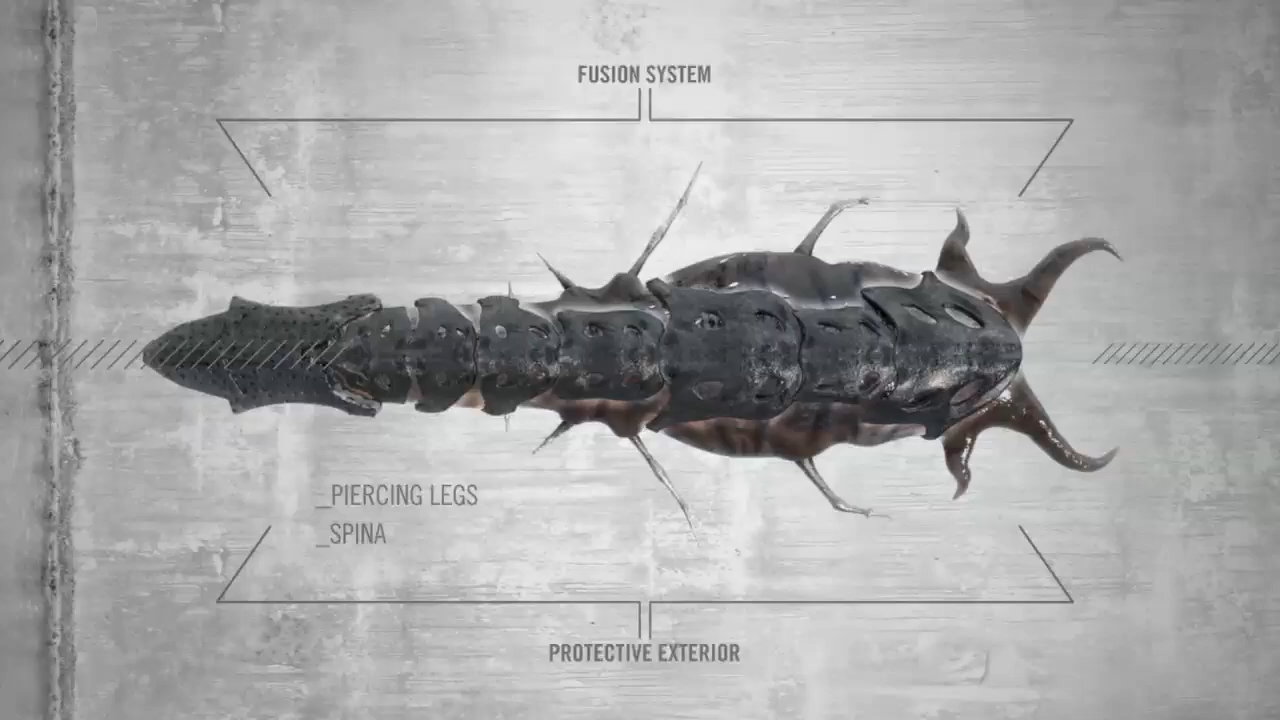 FUSION SYSTEM
_PIERCING LEGS
_SPINA
PROTECTIVE EXTERIOR